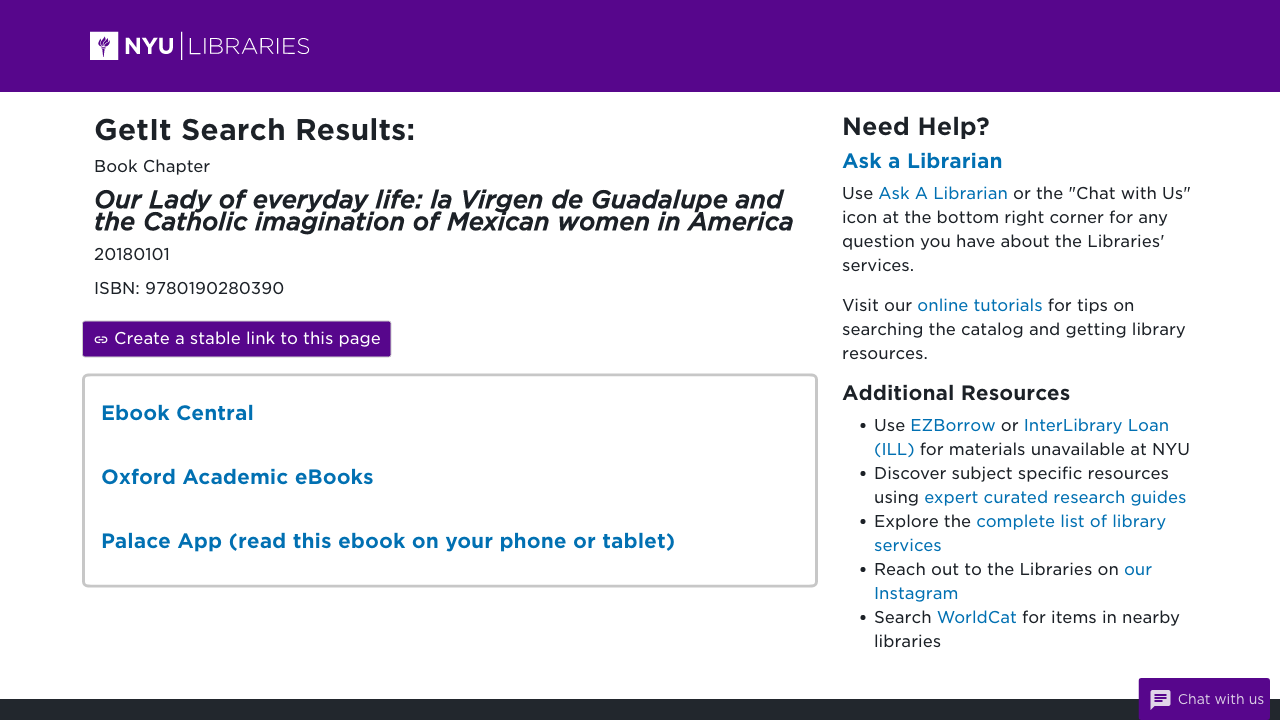 NYU LIBRARIES
GetIt Search Results:
Book Chapter
Our Lady of everyday life: la Virgen de Guadalupe and
the Catholic imagination of Mexican women in America
20180101
ISBN: 9780190280390
Create a stable link to this page
Ebook Central
Oxford Academic eBooks
Palace App (read this ebook on your phone or tablet)
Need Help?
Ask a Librarian
Use Ask A Librarian or the "Chat with Us"
icon at the bottom right corner for any
question you have about the Libraries'
services.
Visit our online tutorials for tips on
searching the catalog and getting library
resources.
Additional Resources
• Use EZBorrow or InterLibrary Loan
(ILL) for materials unavailable at NYU
• Discover subject specific resources
using expert curated research guides
• Explore the complete list of library
services
• Reach out to the Libraries on our
Instagram
• Search WorldCat for items in nearby
libraries
Chat with us